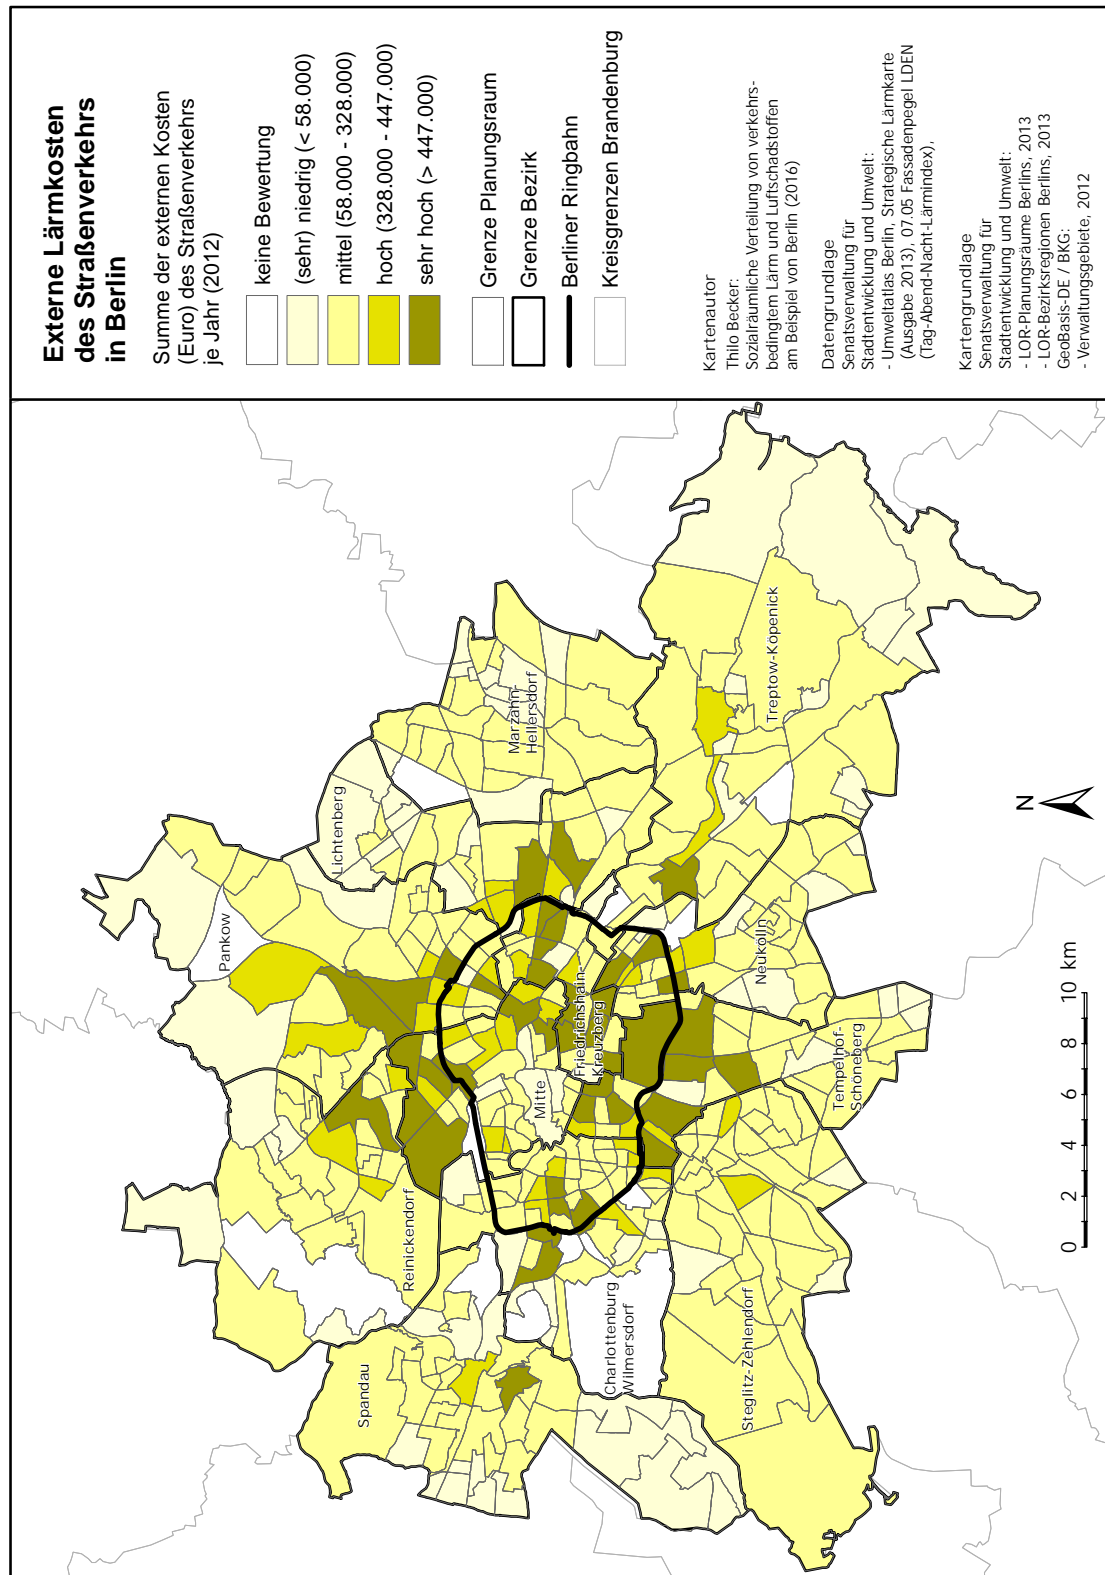 Externe Lärmkosten
des Straßenverkehrs
in Berlin
Summe der externen Kosten
(Euro) des Straßenverkehrs
je Jahr (2012)
keine Bewertung
(sehr) niedrig (< 58.000)
mittel (58.000 - 328.000)
hoch (328.000 - 447.000)
sehr hoch (> 447.000)
Grenze Planungsraum
Grenze Bezirk
Berliner Ringbahn
Kreisgrenzen Brandenburg
Kartenautor
Thilo Becker:
Sozialräumliche Verteilung von verkehrs-
bedingtem Lärm und Luftschadstoffen
am Beispiel von Berlin (2016)
Datengrundlage
Senatsverwaltung für
Stadtentwicklung und Umwelt:
- Umweltatlas Berlin, Strategische Lärmkarte
(Ausgabe 2013), 07.05 Fassadenpegel LDEN
(Tag-Abend-Nacht-Lärmindex),
Kartengrundlage
Senatsverwaltung für
Stadtentwicklung und Umwelt:
- LOR-Planungsräume Berlins, 2013
- LOR-Bezirksregionen Berlins, 2013
GeoBasis-DE / BKG:
- Verwaltungsgebiete, 2012
Pankow
Lichtenberg
Reinickendorf
Spandau
Marzahn-
Hellersdorf
Mitte
Friedrichshain-
Kreuzberg
Charlottenburg
Wilmersdorf
Treptow-Köpenick
Neukölln
Tempelhof-
Schöneberg
Steglitz-Zehlendorf
N
0 2 4 6 8 10 km